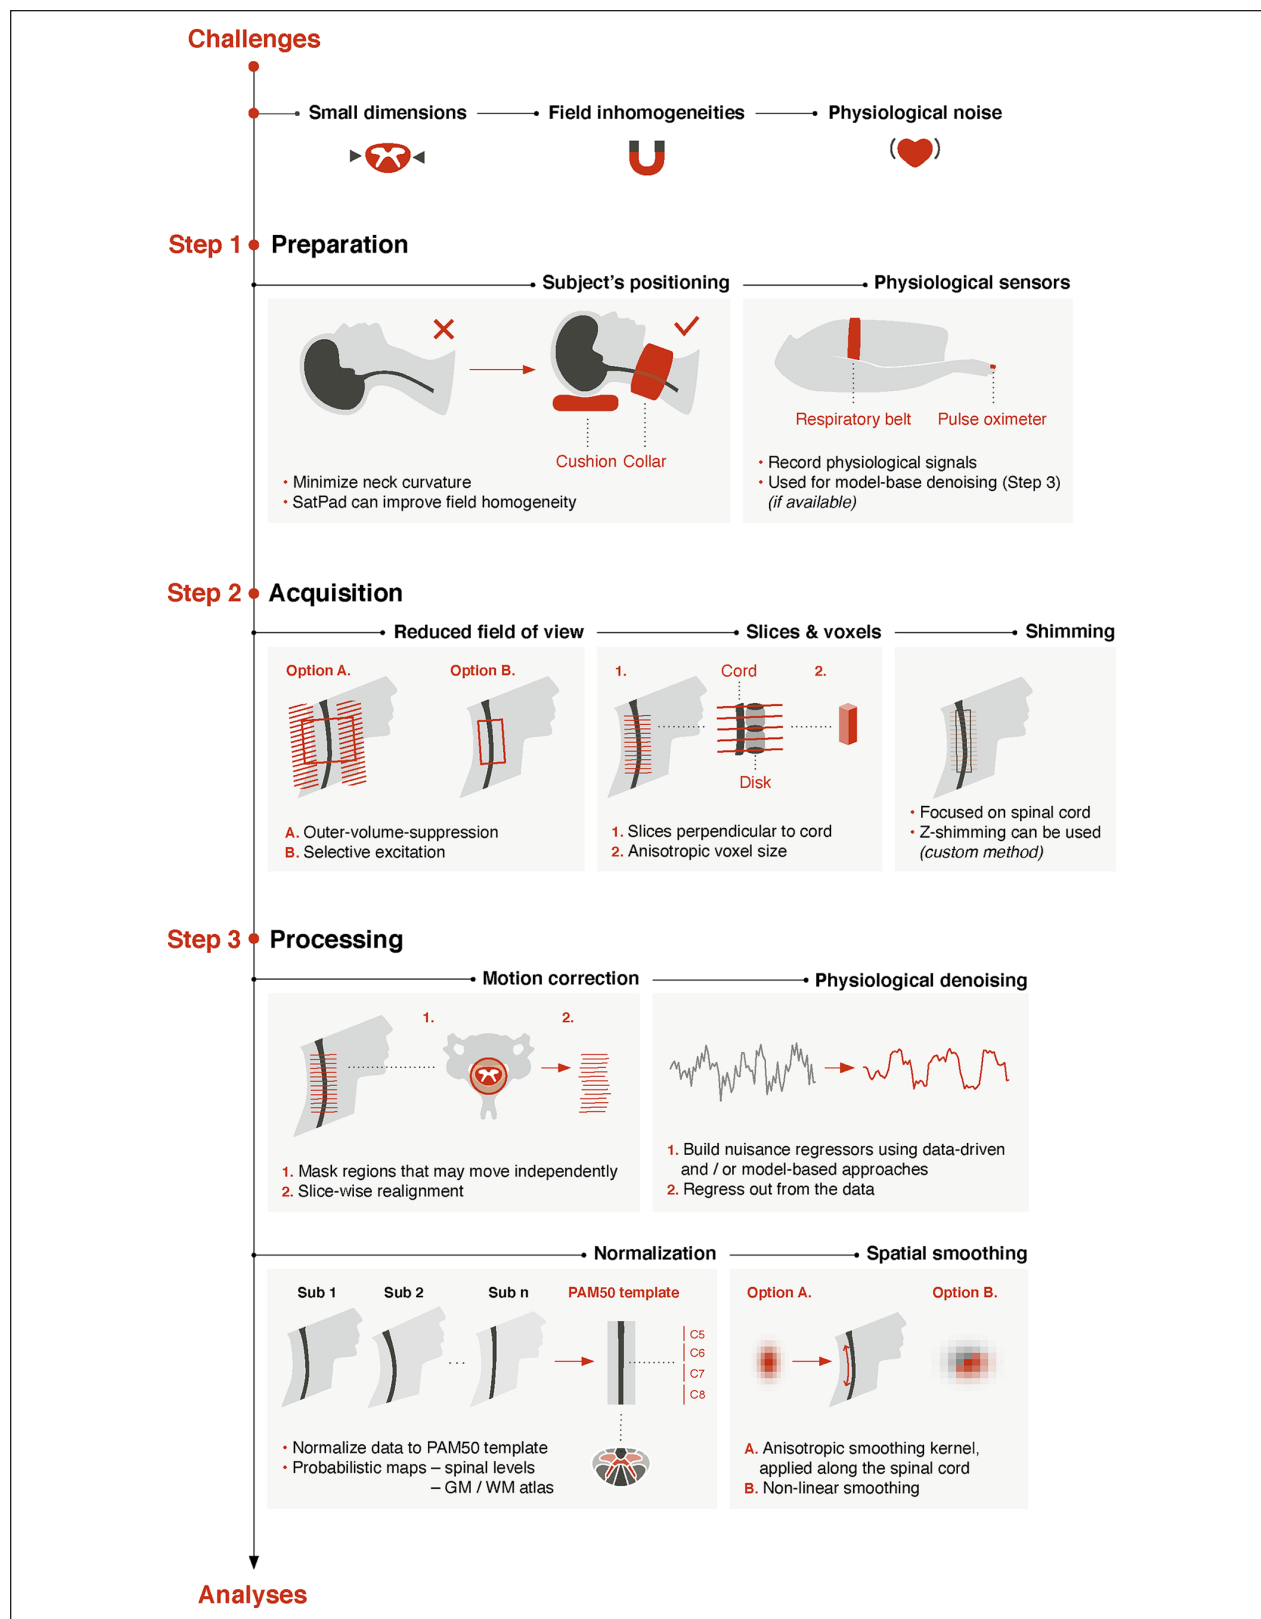 Challenges
Small dimensions
Field inhomogeneities
Physiological noise
Step 1
Preparation
Subject's positioning
Cushion
Collar
• Minimize neck curvature
• SatPad can improve field homogeneity
Physiological sensors
Respiratory belt
Pulse oximeter
• Record physiological signals
• Used for model-base denoising (Step 3)
(if available)
Step 2
Acquisition
Reduced field of view
Option A.
Option B.
A. Outer-volume-suppression
B. Selective excitation
Slices & voxels
1.
Cord
2.
Disk
1. Slices perpendicular to cord
2. Anisotropic voxel size
Shimming
• Focused on spinal cord
• Z-shimming can be used
(custom method)
Step 3
Processing
Motion correction
1.
2.
1. Mask regions that may move independently
2. Slice-wise realignment
Physiological denoising
1. Build nuisance regressors using data-driven
and / or model-based approaches
2. Regress out from the data
Normalization
Sub 1
Sub 2
...
Sub n
PAM50 template
C5
C6
C7
C8
• Normalize data to PAM50 template
• Probabilistic maps – spinal levels
– GM / WM atlas
Spatial smoothing
Option A.
Option B.
A. Anisotropic smoothing kernel,
applied along the spinal cord
B. Non-linear smoothing
Analyses